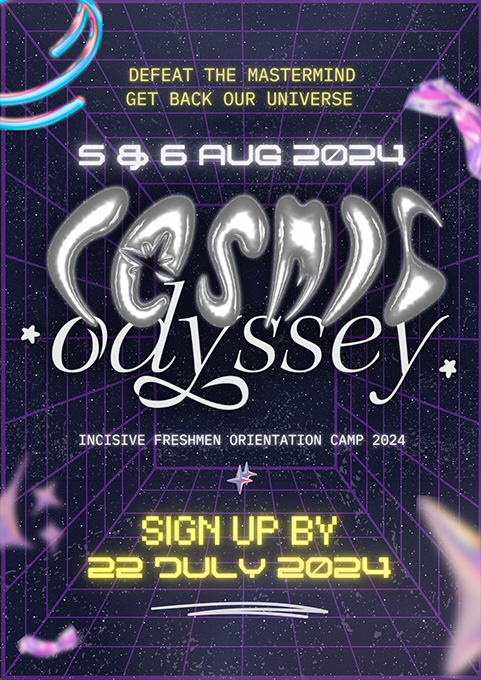 DEFEAT THE MASTERMIND
GET BACK OUR UNIVERSE
5 & 6 AUG 2024
COSMIC
odyssey
INCISIVE FRESHMEN ORIENTATION CAMP 2024
SIGN UP BY
22 JULY 2024